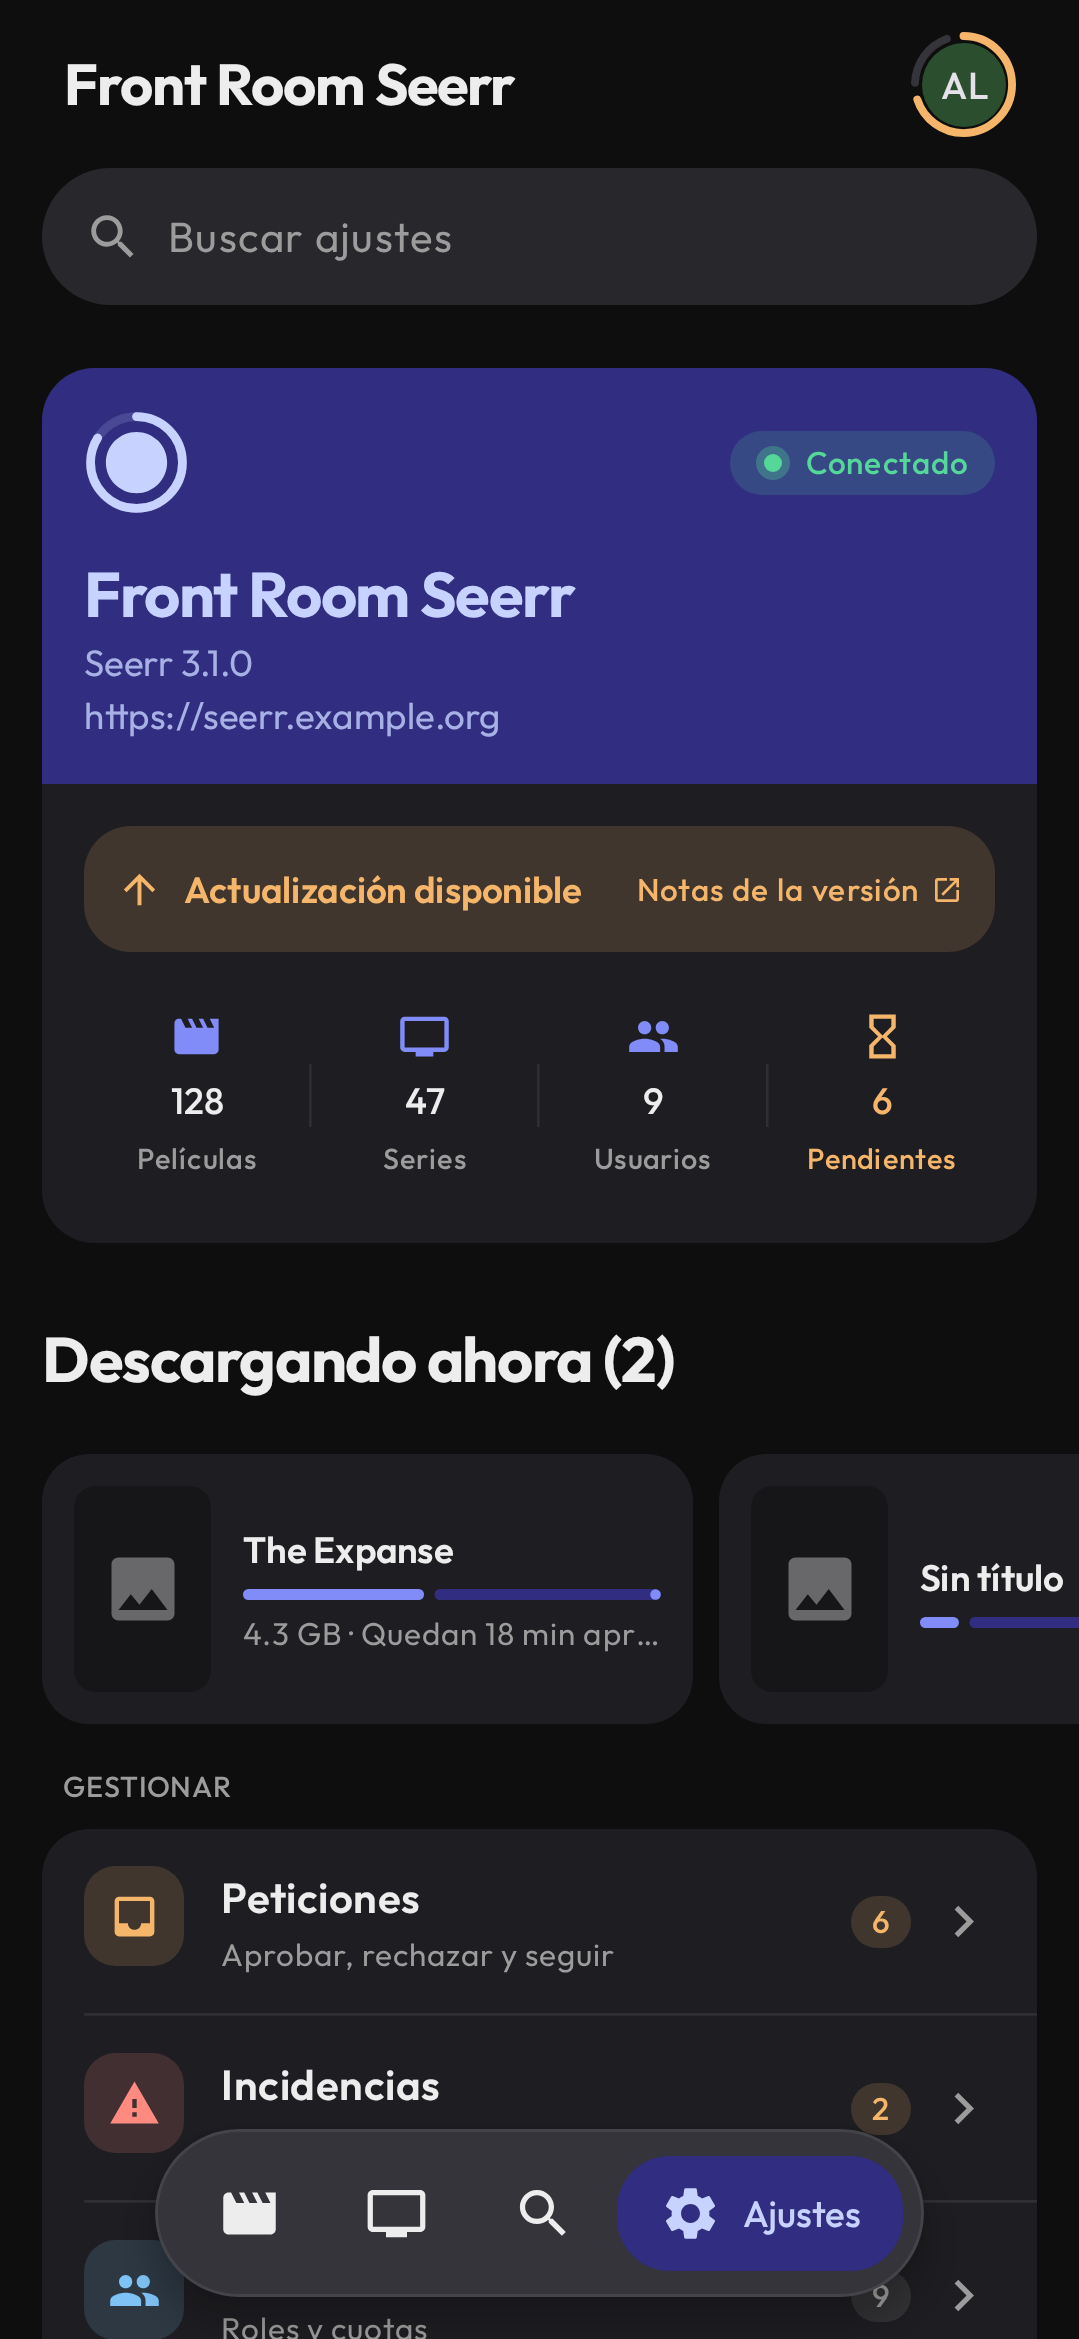 Front Room Seerr
AL
Buscar ajustes
Conectado
Front Room Seerr
Seerr 3.1.0
https://seerr.example.org
Actualización disponible
Notas de la versión
128
47
9
6
Películas
Series
Usuarios
Pendientes
Descargando ahora (2)
The Expanse
4.3 GB · Quedan 18 min apr…
Sin título
GESTIONAR
Peticiones
Aprobar, rechazar y seguir
6
Incidencias
2
Ajustes
9
Roles y cuotas